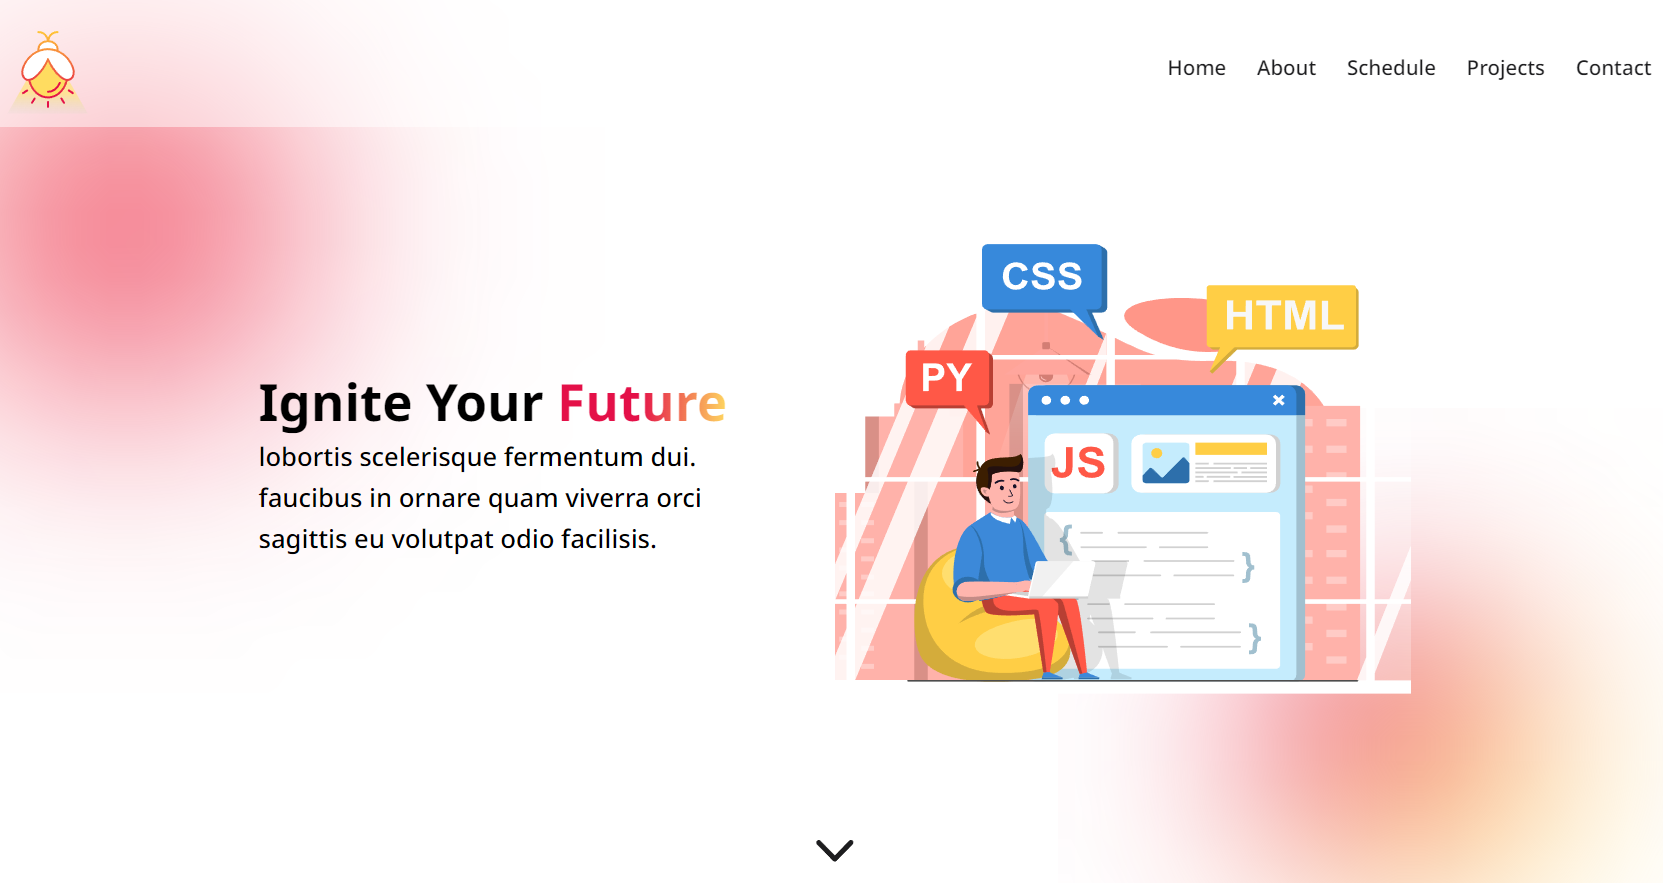 Home About Schedule Projects Contact
CSS
HTML
PY
Ignite Your Future
lobortis scelerisque fermentum dui.
faucibus in ornare quam viverra orci
sagittis eu volutpat odio facilisis.
JS
{
}
}